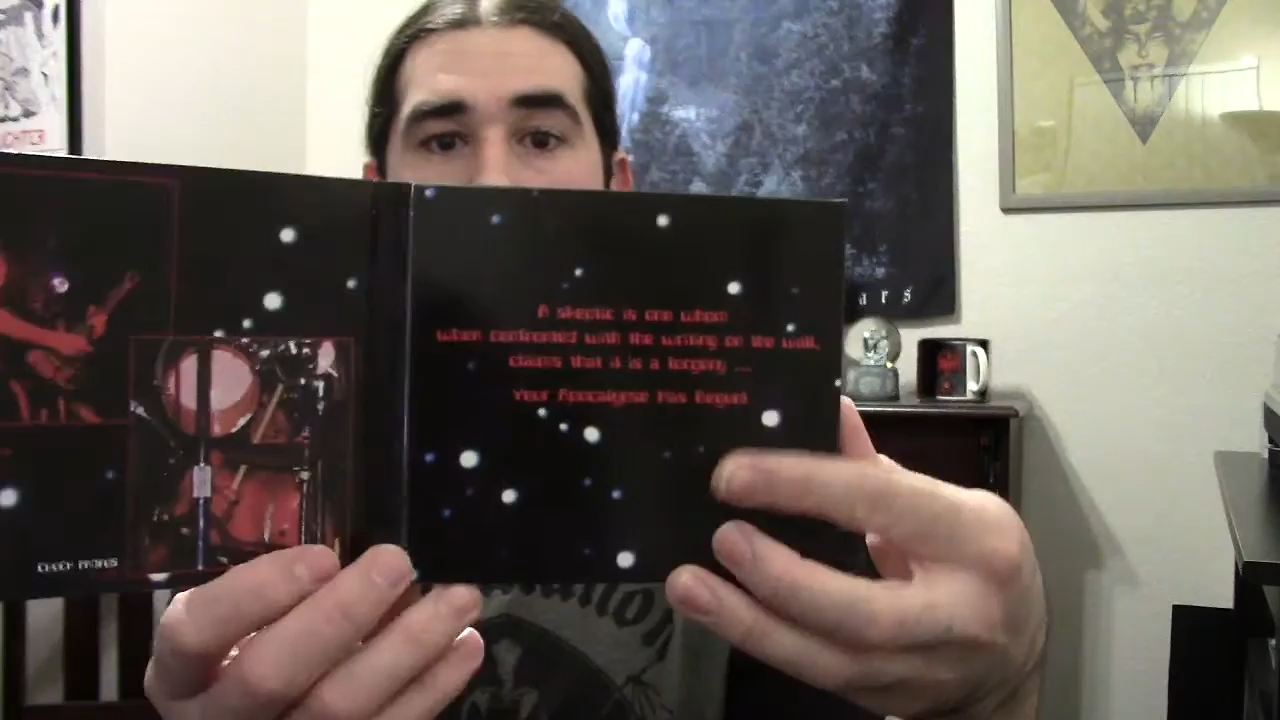 A skeptic is one whom
when confronted with the writing on the wall,
claims that it is a forgery ...
Your Apocalypse Has Begun!
ars